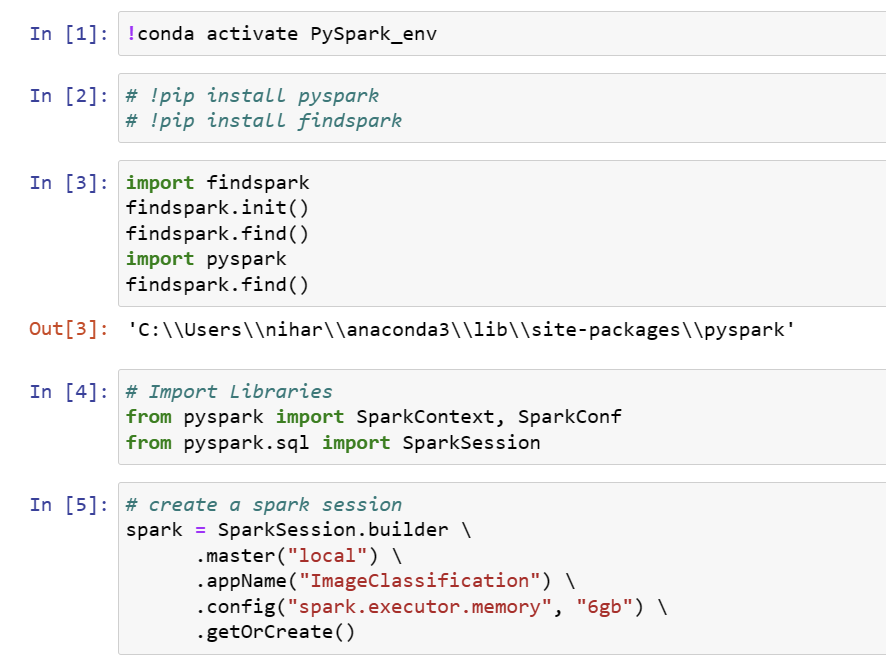 In [1]: !conda activate PySpark_env
In [2]: # !pip install pyspark
# !pip install findspark
In [3]: import findspark
findspark.init()
findspark.find()
import pyspark
findspark.find()
Out[3]: 'C:\\Users\\nihar\\anaconda3\\lib\\site-packages\\pyspark'
In [4]: # Import Libraries
from pyspark import SparkContext, SparkConf
from pyspark.sql import SparkSession
In [5]: # create a spark session
spark = SparkSession.builder \
      .master("local") \
      .appName("ImageClassification") \
      .config("spark.executor.memory", "6gb") \
      .getOrCreate()